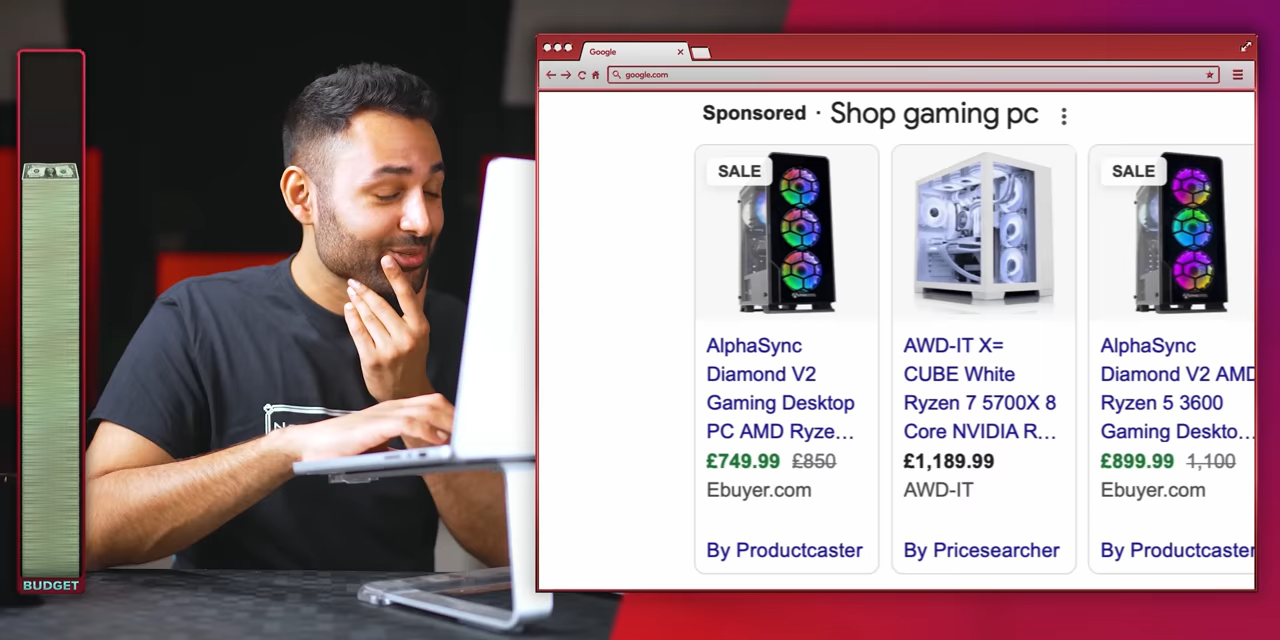 Google
google.com
Sponsored · Shop gaming pc
SALE
AlphaSync
Diamond V2
Gaming Desktop
PC AMD Ryze…
£749.99 £850
Ebuyer.com
By Productcaster
AWD-IT X=
CUBE White
Ryzen 7 5700X 8
Core NVIDIA R…
£1,189.99
AWD-IT
By Pricesearcher
SALE
AlphaSync
Diamond V2 AMD
Ryzen 5 3600
Gaming Deskto…
£899.99 1,100
Ebuyer.com
By Productcaster
BUDGET